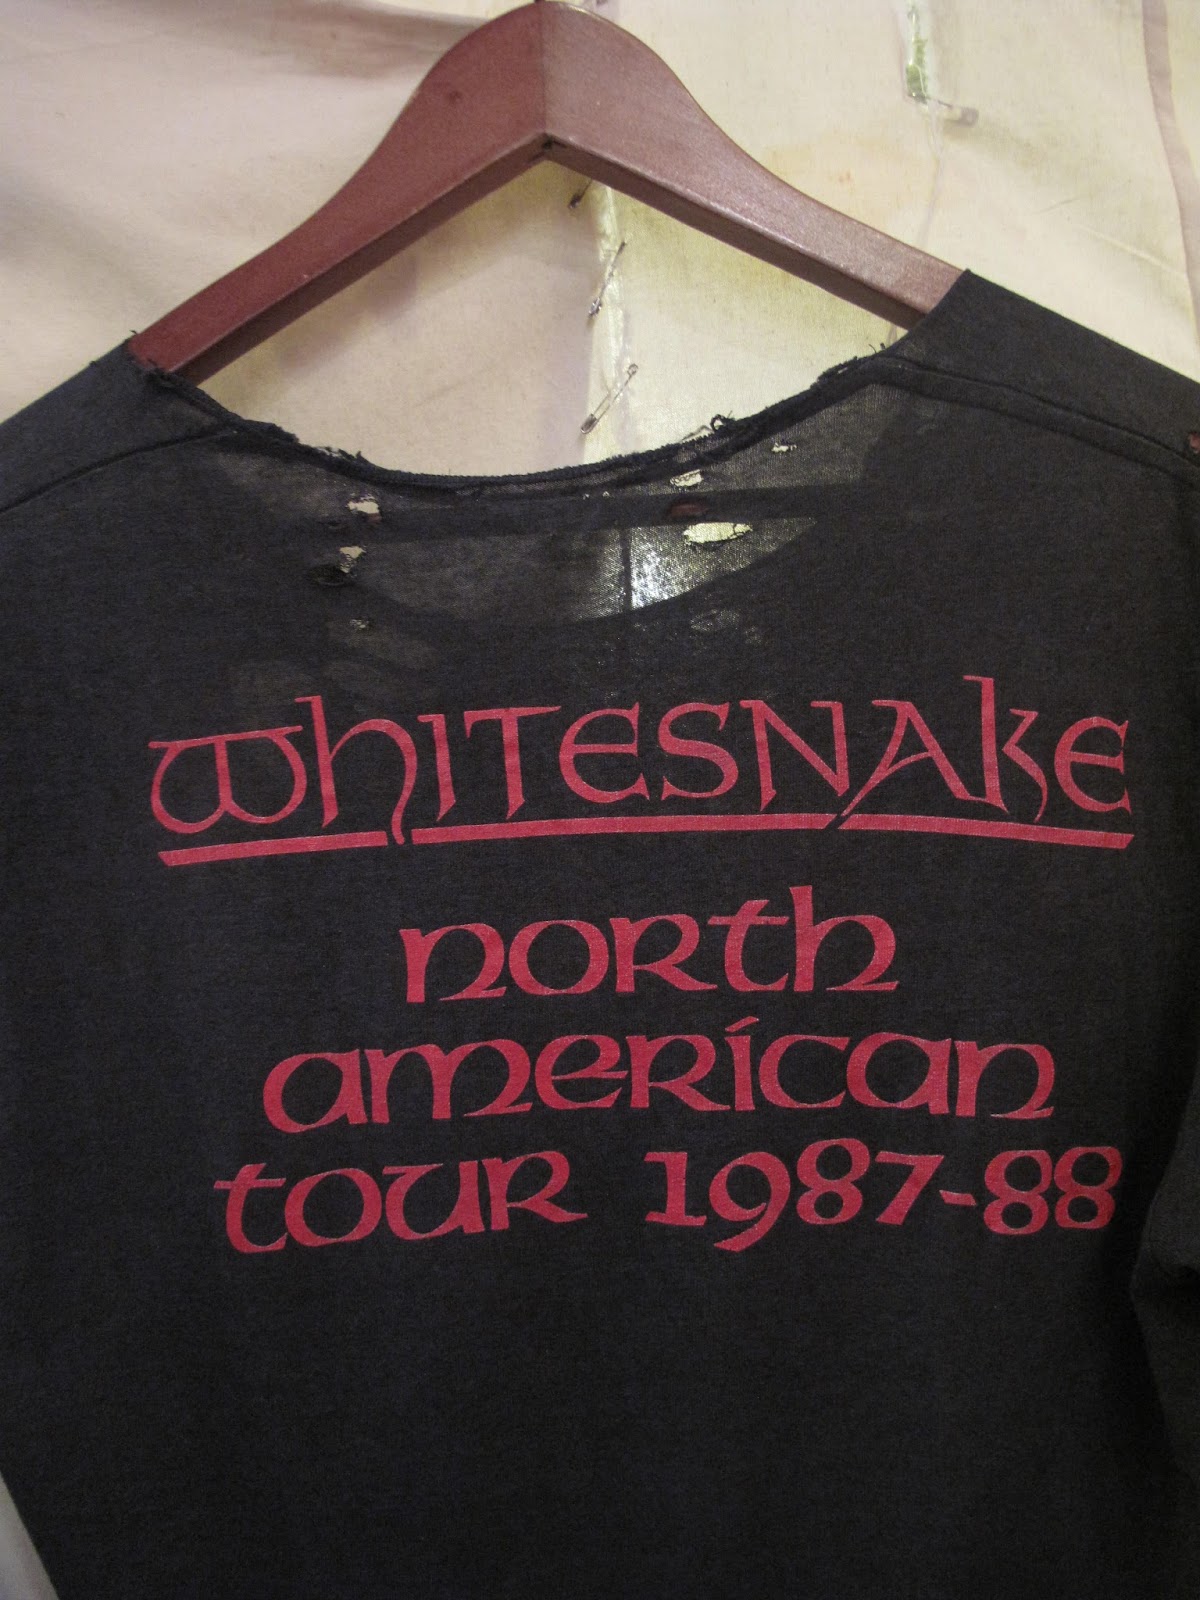 WHITESNAKE
NORTH
AMERICAN
TOUR 1987-88